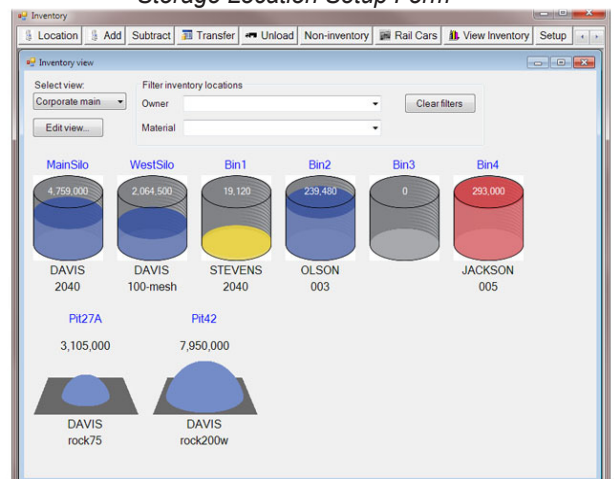 Storage Location Setup Form
Inventory
Location Add Subtract Transfer Unload Non-inventory Rail Cars View Inventory Setup
Inventory view
Select view: Filter inventory locations
Corporate main Owner Clear filters
Edit view... Material
MainSilo WestSilo Bin1 Bin2 Bin3 Bin4
4,759,000 2,064,500 19,120 239,480 0 293,000
DAVIS DAVIS STEVENS OLSON JACKSON
2040 100-mesh 2040 003 005
Pit27A Pit42
3,105,000 7,950,000
DAVIS DAVIS
rock75 rock200w